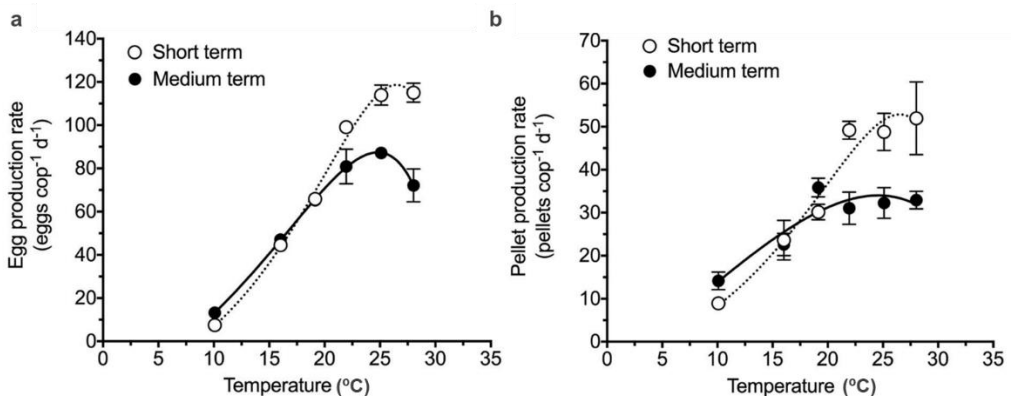 a
Egg production rate
(eggs cop⁻¹ d⁻¹)
140
120
100
80
60
40
20
0
Short term
Medium term
0 5 10 15 20 25 30 35
Temperature (ºC)
b
Pellet production rate
(pellets cop⁻¹ d⁻¹)
70
60
50
40
30
20
10
0
Short term
Medium term
0 5 10 15 20 25 30 35
Temperature (ºC)